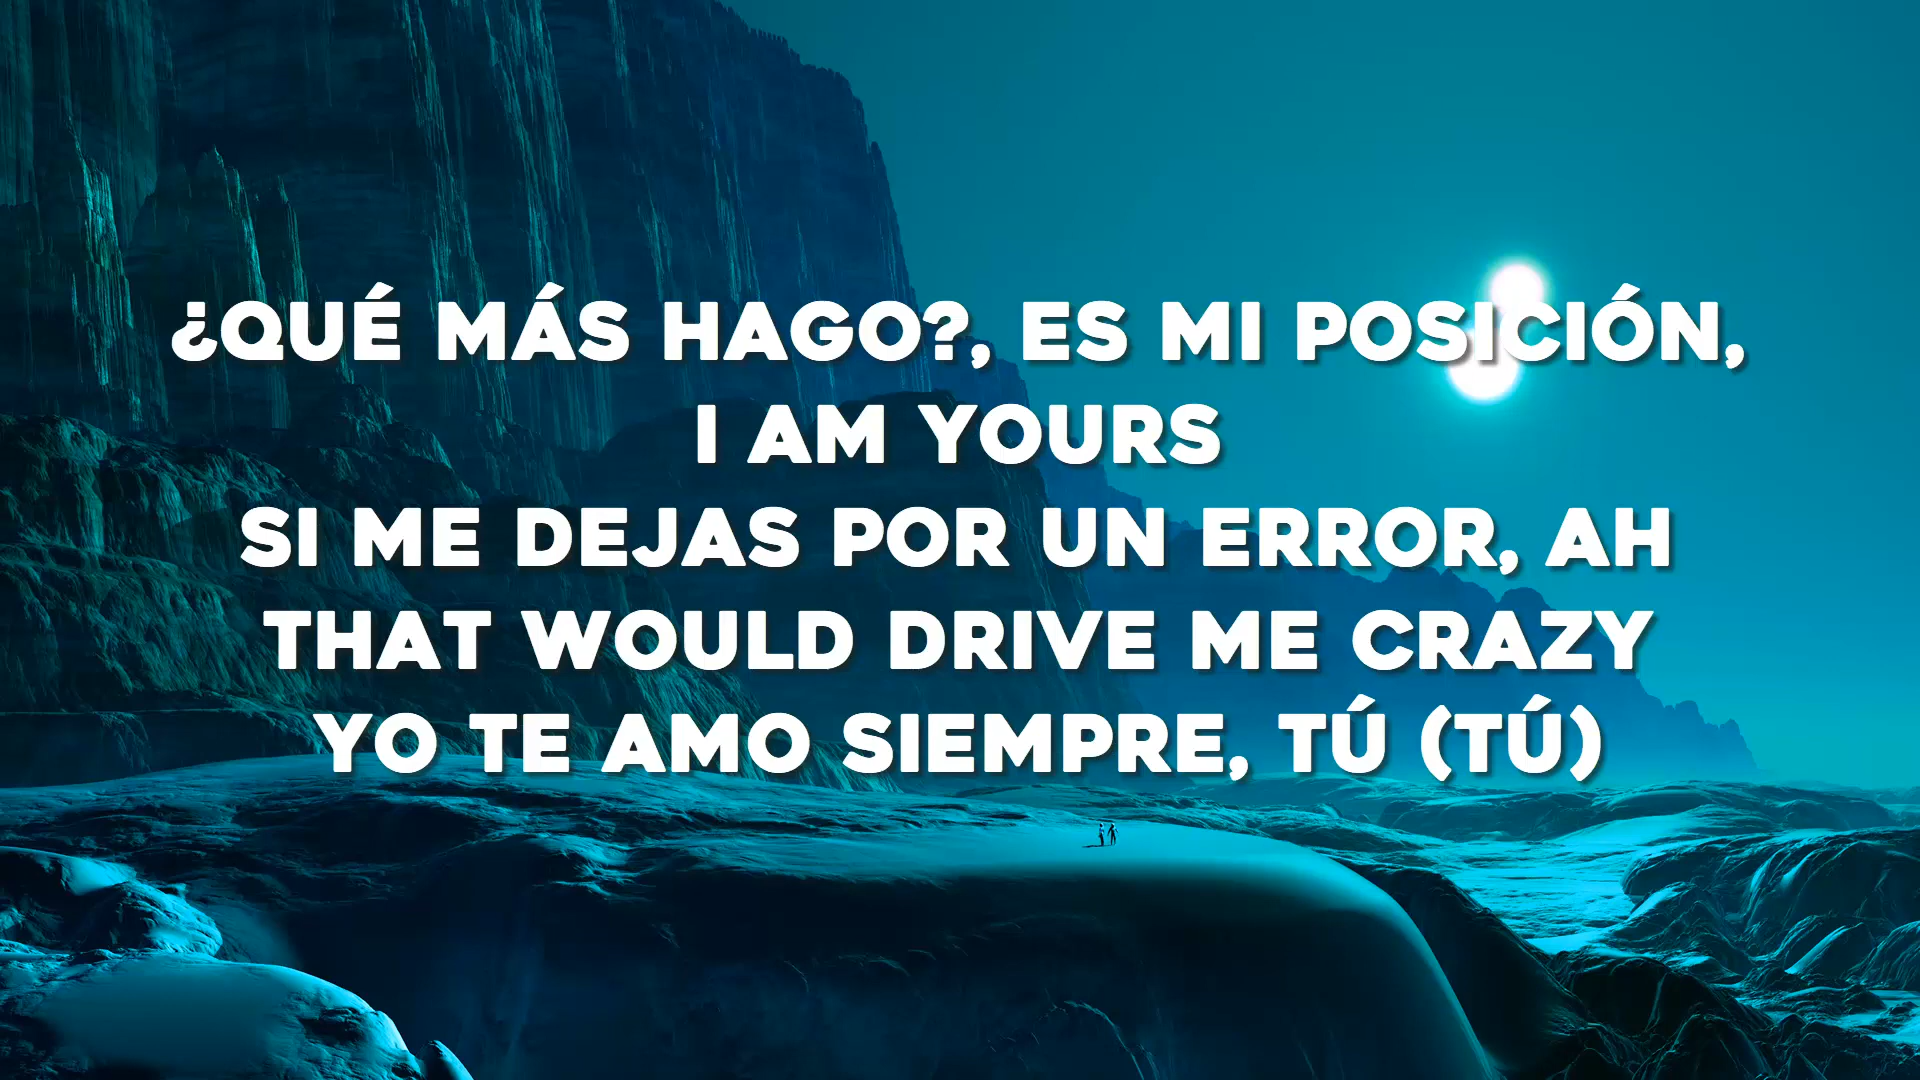 ¿QUÉ MÁS HAGO?, ES MI POSICIÓN,
I AM YOURS
SI ME DEJAS POR UN ERROR, AH
THAT WOULD DRIVE ME CRAZY
YO TE AMO SIEMPRE, TÚ (TÚ)